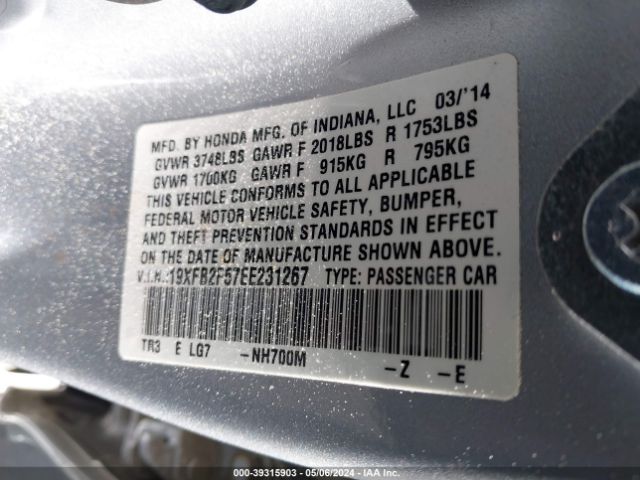 MFD. BY HONDA MFG. OF INDIANA, LLC 03/'14
GVWR 3748LBS GAWR F 2018LBS R 1753LBS
GVWR 1700KG GAWR F 915KG R 795KG
THIS VEHICLE CONFORMS TO ALL APPLICABLE
FEDERAL MOTOR VEHICLE SAFETY, BUMPER,
AND THEFT PREVENTION STANDARDS IN EFFECT
ON THE DATE OF MANUFACTURE SHOWN ABOVE.
V.I.N.:19XFB2F57EE231267 TYPE: PASSENGER CAR
TR3 E LG7 -NH700M -Z -E
000-39315903 - 05/06/2024 - IAA Inc.